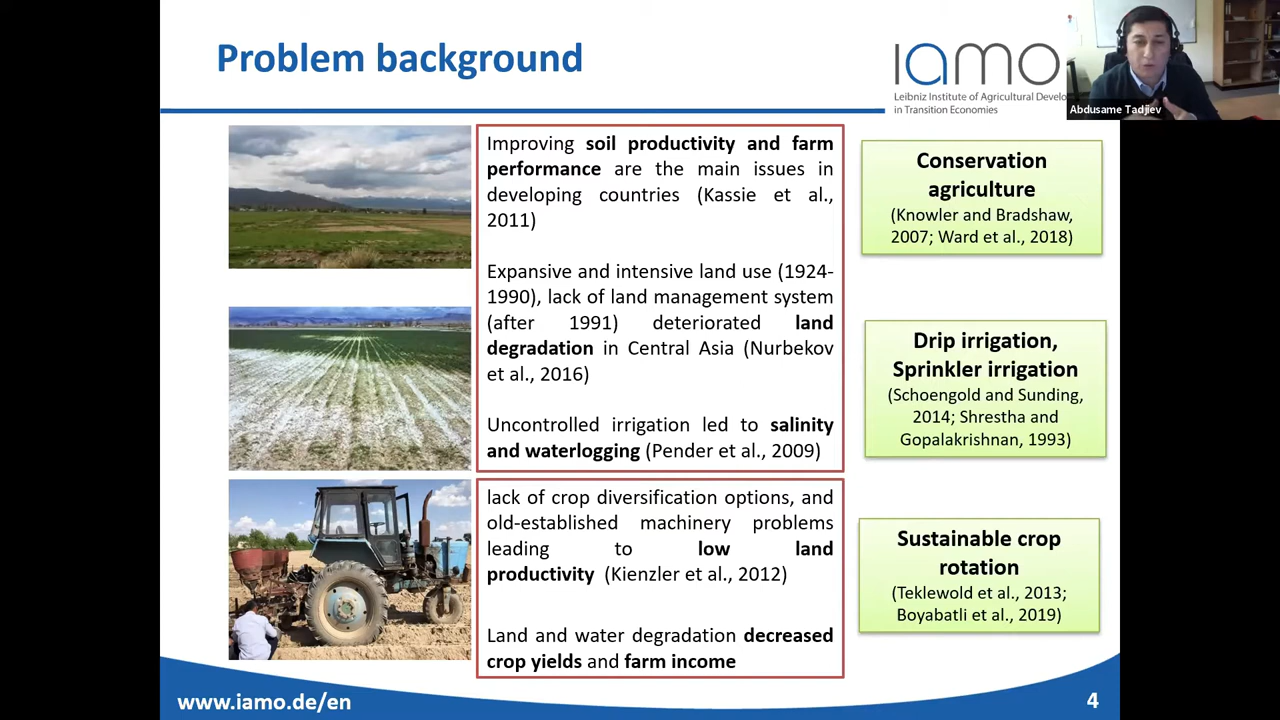 Problem background
iamo
Leibniz Institute of Agricultural Develo
in Transition Economies
Abdusame Tadjiev
Improving soil productivity and farm
performance are the main issues in
developing countries (Kassie et al.,
2011)
Expansive and intensive land use (1924-
1990), lack of land management system
(after 1991) deteriorated land
degradation in Central Asia (Nurbekov
et al., 2016)
Uncontrolled irrigation led to salinity
and waterlogging (Pender et al., 2009)
lack of crop diversification options, and
old-established machinery problems
leading to low land
productivity (Kienzler et al., 2012)
Land and water degradation decreased
crop yields and farm income
Conservation
agriculture
(Knowler and Bradshaw,
2007; Ward et al., 2018)
Drip irrigation,
Sprinkler irrigation
(Schoengold and Sunding,
2014; Shrestha and
Gopalakrishnan, 1993)
Sustainable crop
rotation
(Teklewold et al., 2013;
Boyabatli et al., 2019)
www.iamo.de/en
4